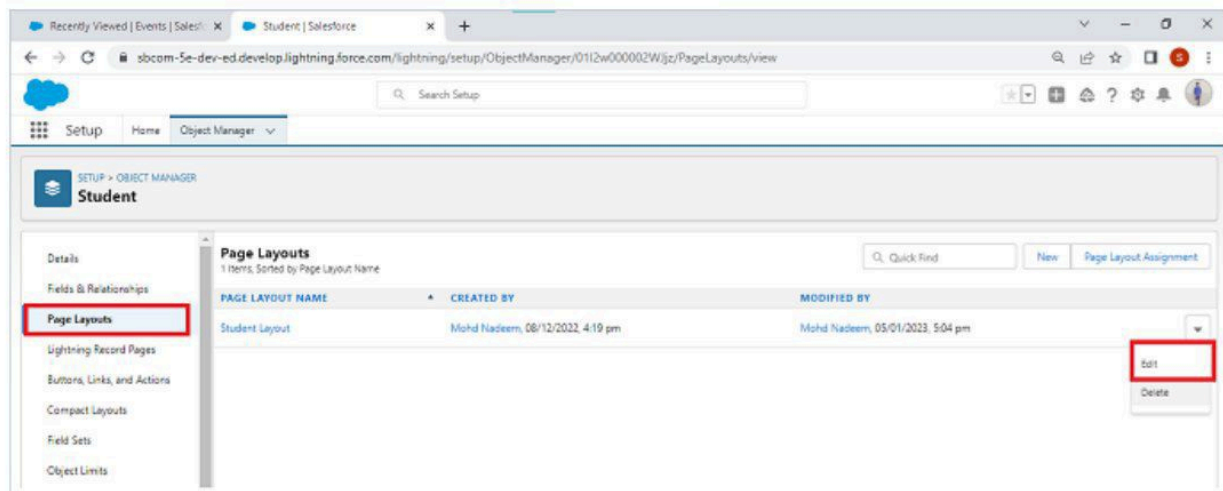 Recently Viewed | Events | Sales
Student | Salesforce
sbcom-5e-dev-ed.develop.lightning.force.com/lightning/setup/ObjectManager/01I2w000002WJjz/PageLayouts/view
S
Search Setup
Setup Home Object Manager
SETUP > OBJECT MANAGER
Student
Details
Fields & Relationships
Page Layouts
Lightning Record Pages
Buttons, Links, and Actions
Compact Layouts
Field Sets
Object Limits
Page Layouts
1 Items, Sorted by Page Layout Name
Quick Find
New
Page Layout Assignment
PAGE LAYOUT NAME CREATED BY MODIFIED BY
Student Layout Mohd Nadeem, 08/12/2022, 4:19 pm Mohd Nadeem, 05/01/2023, 5:04 pm
Edit
Delete